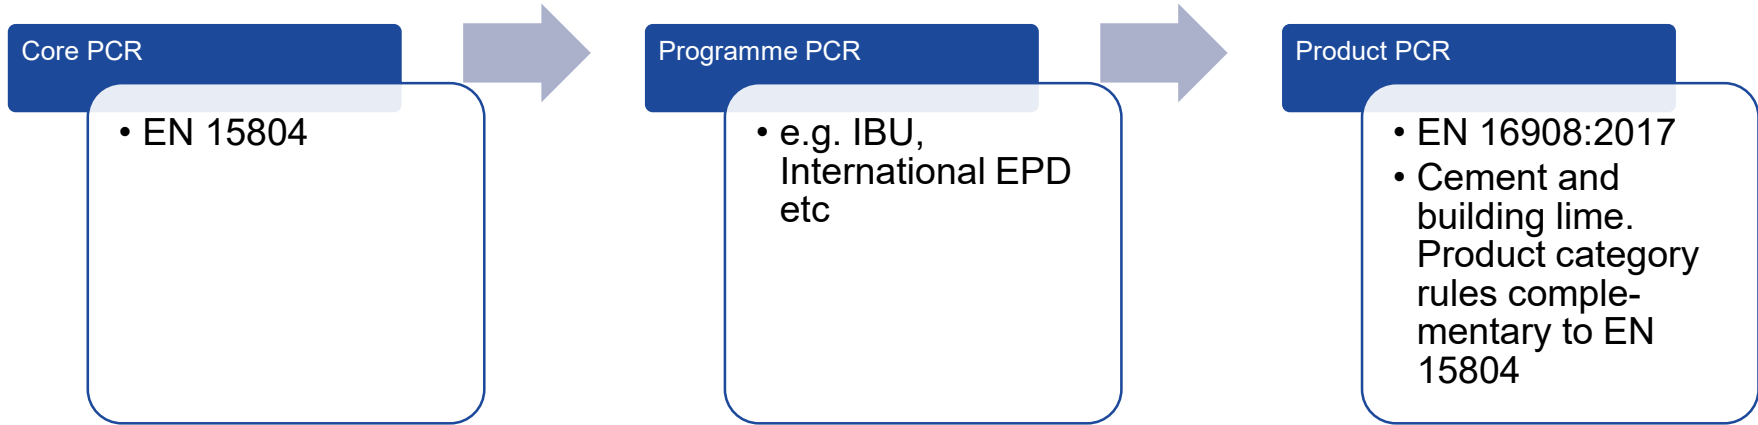 Core PCR
• EN 15804
Programme PCR
• e.g. IBU,
International EPD
etc
Product PCR
• EN 16908:2017
• Cement and
building lime.
Product category
rules comple-
mentary to EN
15804